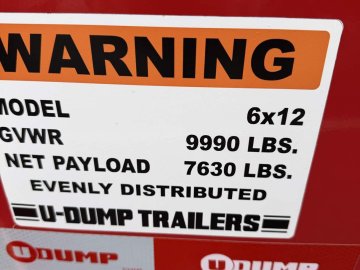 WARNING
MODEL 6x12
GVWR 9990 LBS.
NET PAYLOAD 7630 LBS.
EVENLY DISTRIBUTED
U-DUMP TRAILERS
UDUMP UDUMP